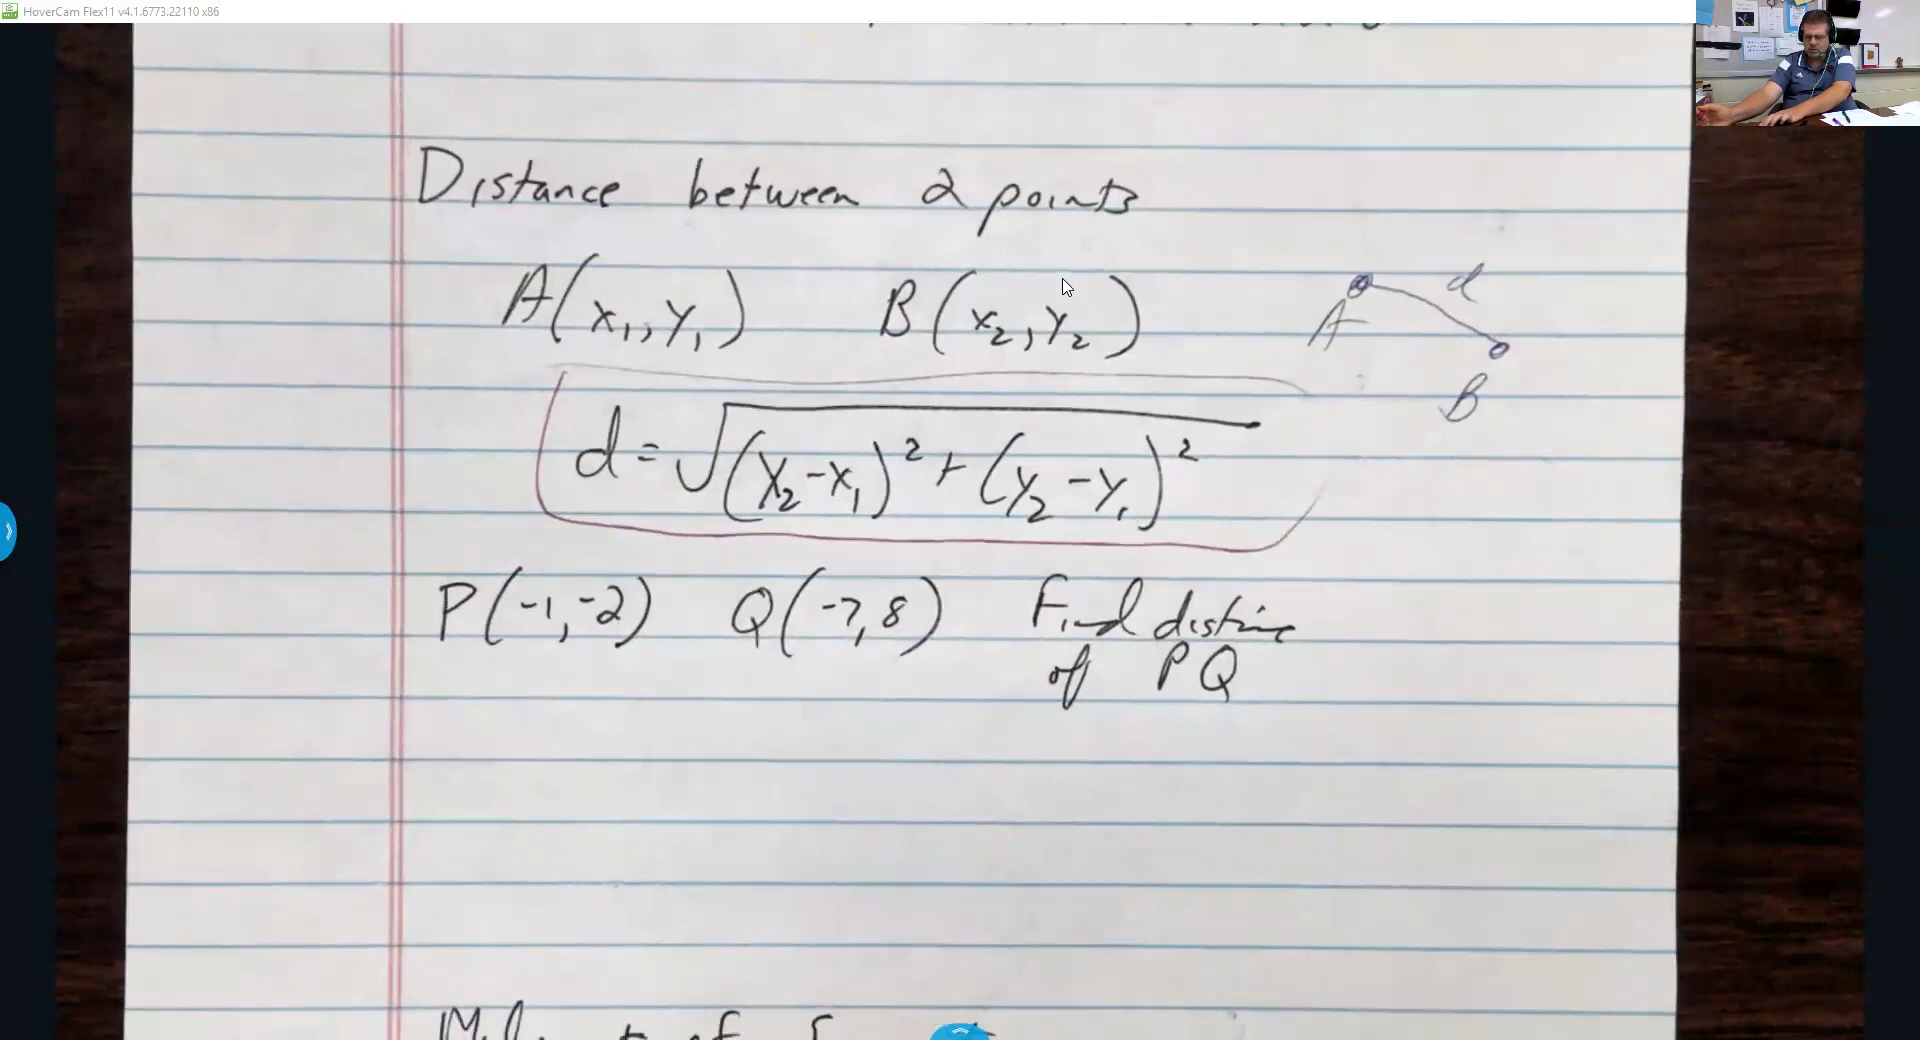 HoverCam Flex11 v4.1.6773.22110 x86
Distance between 2 points
A(x₁, y₁) B(x₂, y₂)
d
A
B
d = √(x₂-x₁)² + (y₂-y₁)²
P(-1,-2) Q(-7,8) Find distance
of PQ
of